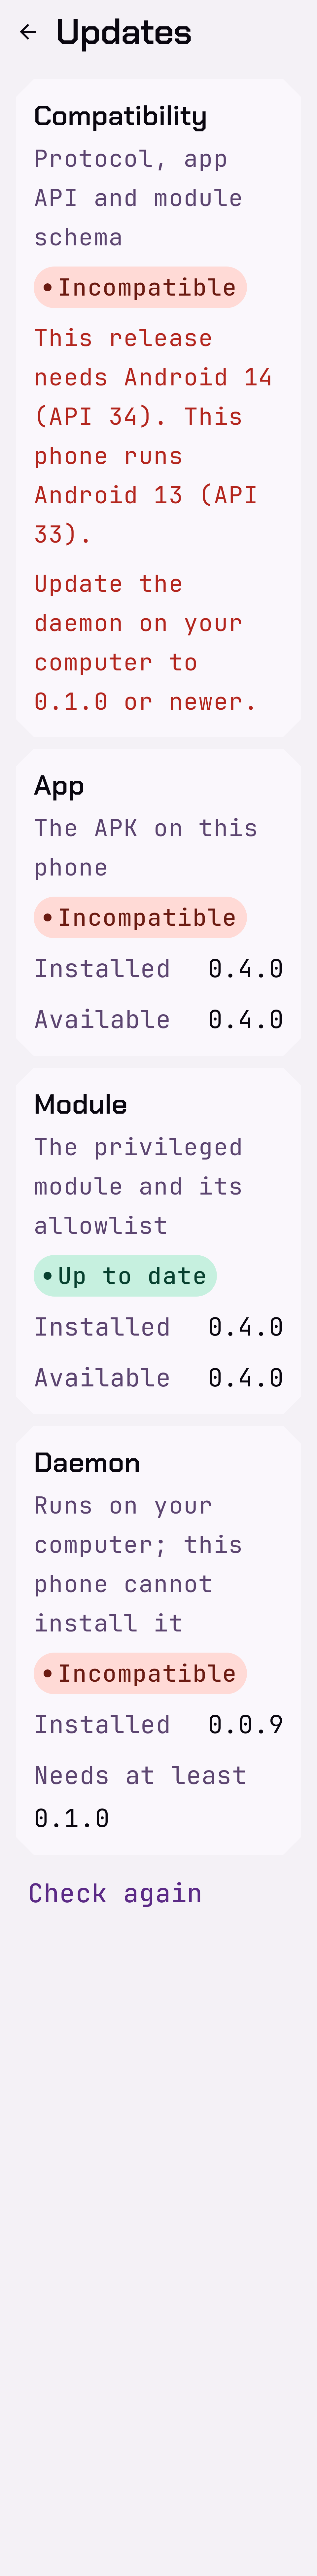 Updates
Compatibility
Protocol, app
API and module
schema
Incompatible
This release
needs Android 14
(API 34). This
phone runs
Android 13 (API
33).
Update the
daemon on your
computer to
0.1.0 or newer.
App
The APK on this
phone
Incompatible
Installed 0.4.0
Available 0.4.0
Module
The privileged
module and its
allowlist
Up to date
Installed 0.4.0
Available 0.4.0
Daemon
Runs on your
computer; this
phone cannot
install it
Incompatible
Installed 0.0.9
Needs at least
0.1.0
Check again